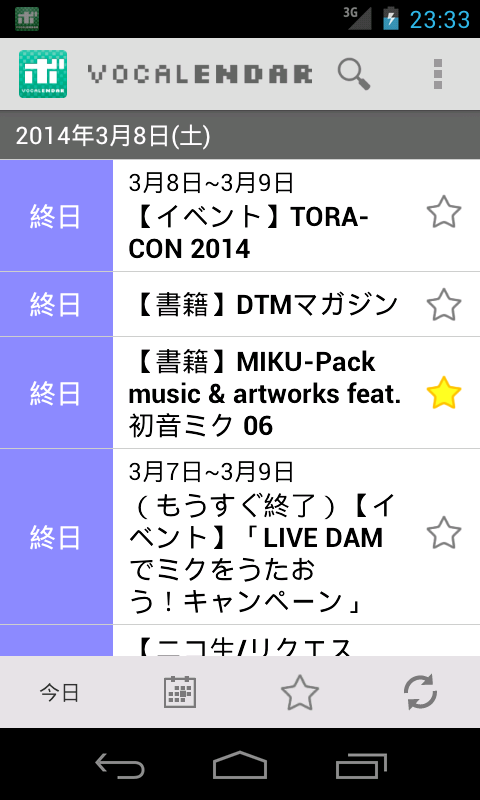 3G 23:33
ボ
VOCALENDAR
VOCALENDAR
2014年3月8日(土)
終日
3月8日~3月9日
【イベント】TORA-
CON 2014
終日
【書籍】DTMマガジン
終日
【書籍】MIKU-Pack
music & artworks feat.
初音ミク 06
終日
3月7日~3月9日
（もうすぐ終了）【イ
ベント】「LIVE DAM
でミクをうたお
う！キャンペーン」
【ニコ生/リクエス
今日